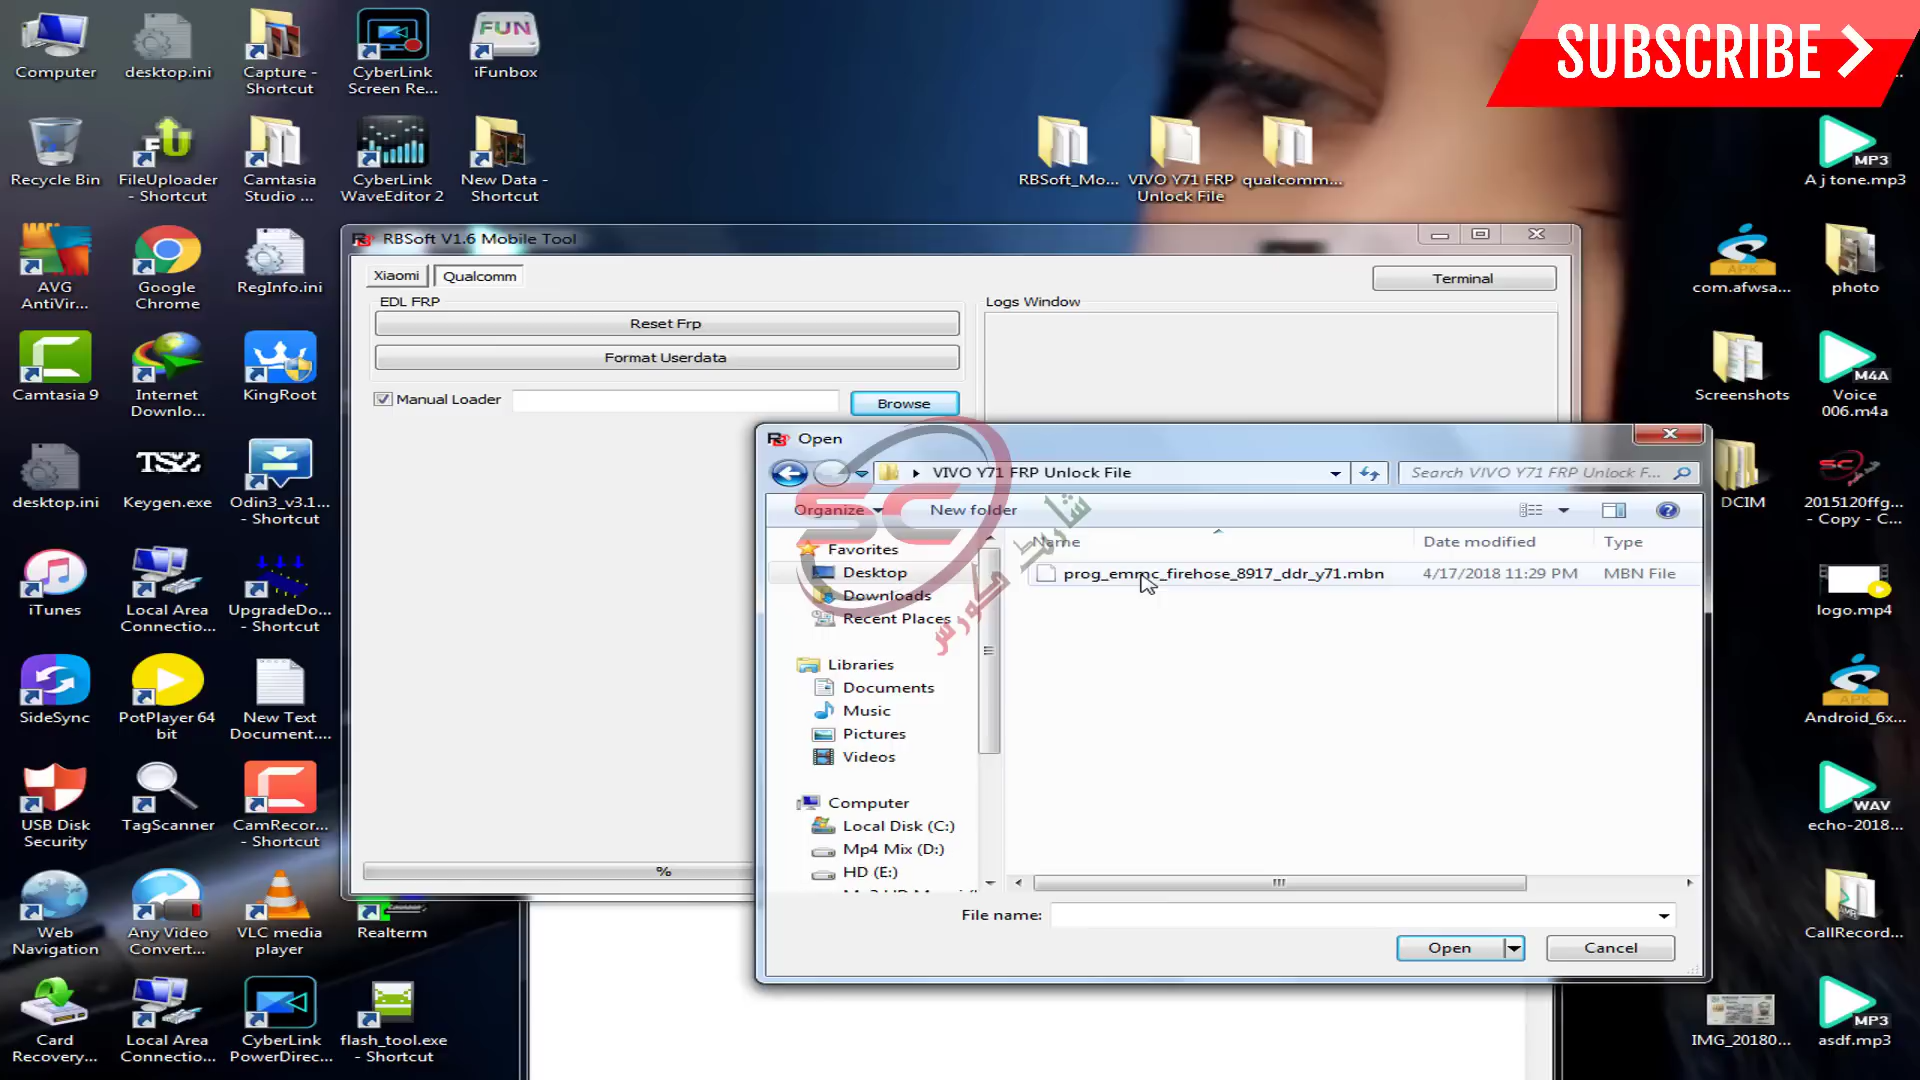 SUBSCRIBE
Computer
desktop.ini
Capture -
Shortcut
CyberLink
Screen Re...
FUN
iFunbox
Recycle Bin
FileUploader
- Shortcut
Camtasia
Studio ...
CyberLink
WaveEditor 2
New Data -
Shortcut
RBSoft_Mo...
VIVO Y71 FRP
Unlock File
qualcomm...
MP3
A j tone.mp3
AVG
AntiVir...
Google
Chrome
RegInfo.ini
APK
com.afwsa...
photo
Camtasia 9
Internet
Downlo...
KingRoot
Screenshots
M4A
Voice
006.m4a
desktop.ini
Keygen.exe
Odin3_v3.1...
- Shortcut
DCIM
2015120ffg...
- Copy - C...
iTunes
Local Area
Connectio...
UpgradeDo...
- Shortcut
logo.mp4
SideSync
PotPlayer 64
bit
New Text
Document....
APK
Android_6x...
USB Disk
Security
TagScanner
CamRecor...
- Shortcut
WAV
echo-2018...
Web
Navigation
Any Video
Convert...
VLC media
player
Realterm
CallRecord...
Card
Recovery...
Local Area
Connectio...
CyberLink
PowerDirec...
flash_tool.exe
- Shortcut
IMG_20180...
MP3
asdf.mp3
RBSoft V1.6 Mobile Tool
Xiaomi
Qualcomm
Terminal
EDL FRP
Logs Window
Reset Frp
Format Userdata
Manual Loader
Browse
%
Open
VIVO Y71 FRP Unlock File
Search VIVO Y71 FRP Unlock F...
Organize
New folder
Name
Date modified
Type
prog_emmc_firehose_8917_ddr_y71.mbn
4/17/2018 11:29 PM
MBN File
Favorites
Desktop
Downloads
Recent Places
Libraries
Documents
Music
Pictures
Videos
Computer
Local Disk (C:)
Mp4 Mix (D:)
HD (E:)
File name:
Open
Cancel
SC
شارٹ کورس